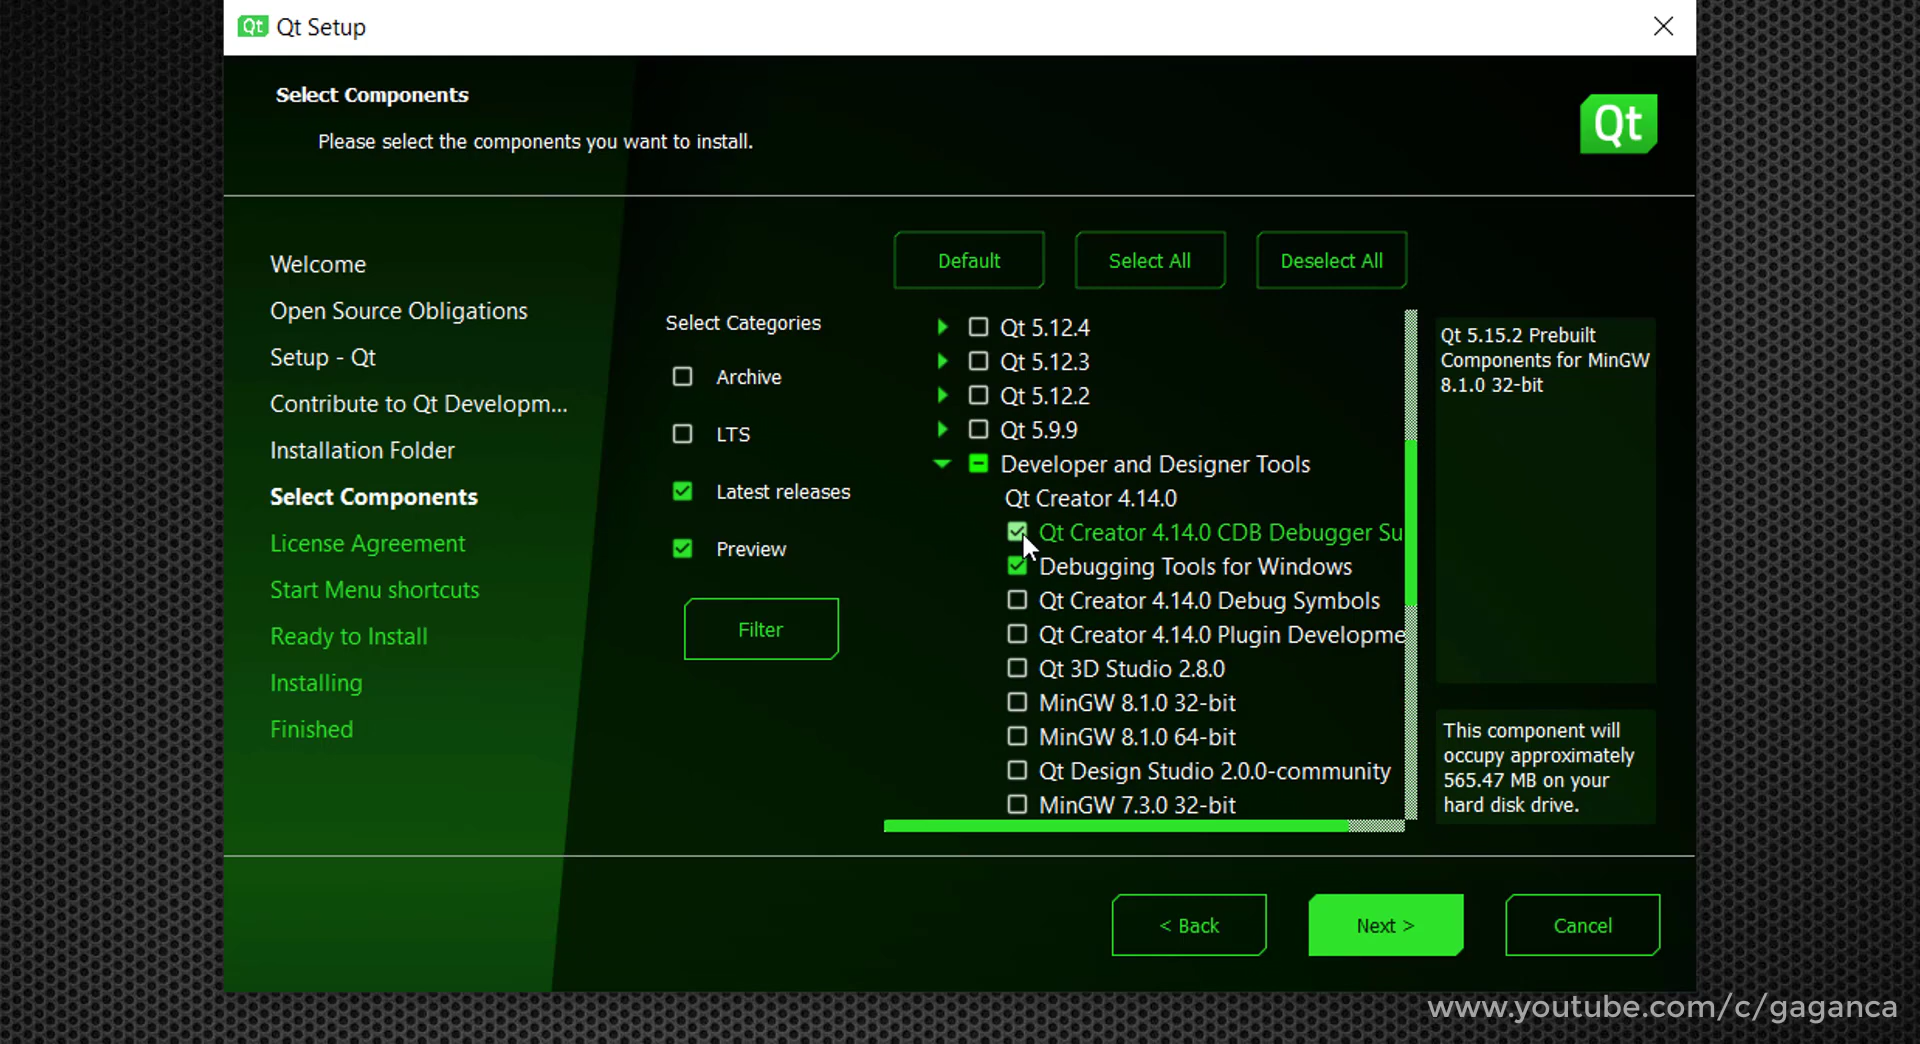 Qt Qt Setup
Select Components
Please select the components you want to install.
Qt
Welcome
Open Source Obligations
Setup - Qt
Contribute to Qt Developm...
Installation Folder
Select Components
License Agreement
Start Menu shortcuts
Ready to Install
Installing
Finished
Select Categories
Archive
LTS
Latest releases
Preview
Filter
Default Select All Deselect All
Qt 5.12.4
Qt 5.12.3
Qt 5.12.2
Qt 5.9.9
Developer and Designer Tools
Qt Creator 4.14.0
Qt Creator 4.14.0 CDB Debugger Su
Debugging Tools for Windows
Qt Creator 4.14.0 Debug Symbols
Qt Creator 4.14.0 Plugin Developme
Qt 3D Studio 2.8.0
MinGW 8.1.0 32-bit
MinGW 8.1.0 64-bit
Qt Design Studio 2.0.0-community
MinGW 7.3.0 32-bit
Qt 5.15.2 Prebuilt
Components for MinGW
8.1.0 32-bit
This component will
occupy approximately
565.47 MB on your
hard disk drive.
< Back Next > Cancel
www.youtube.com/c/gaganca